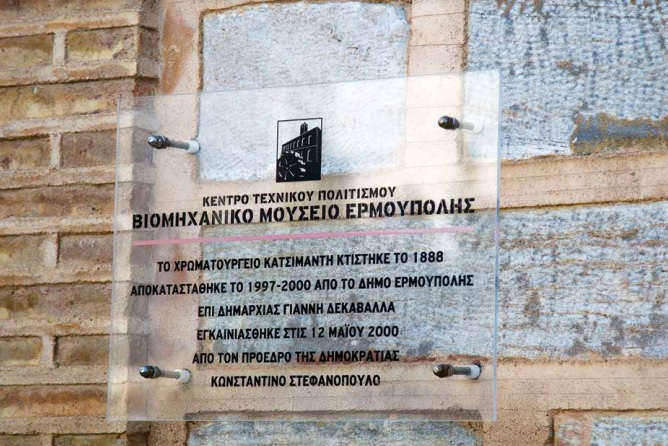 ΚΕΝΤΡΟ ΤΕΧΝΙΚΟΥ ΠΟΛΙΤΙΣΜΟΥ
ΒΙΟΜΗΧΑΝΙΚΟ ΜΟΥΣΕΙΟ ΕΡΜΟΥΠΟΛΗΣ
ΤΟ ΧΡΩΜΑΤΟΥΡΓΕΙΟ ΚΑΤΣΙΜΑΝΤΗ ΚΤΙΣΤΗΚΕ ΤΟ 1888
ΑΠΟΚΑΤΑΣΤΑΘΗΚΕ ΤΟ 1997-2000 ΑΠΟ ΤΟ ΔΗΜΟ ΕΡΜΟΥΠΟΛΗΣ
ΕΠΙ ΔΗΜΑΡΧΙΑΣ ΓΙΑΝΝΗ ΔΕΚΑΒΑΛΛΑ
ΕΓΚΑΙΝΙΑΣΘΗΚΕ ΣΤΙΣ 12 ΜΑΪΟΥ 2000
ΑΠΟ ΤΟΝ ΠΡΟΕΔΡΟ ΤΗΣ ΔΗΜΟΚΡΑΤΙΑΣ
ΚΩΝΣΤΑΝΤΙΝΟ ΣΤΕΦΑΝΟΠΟΥΛΟ